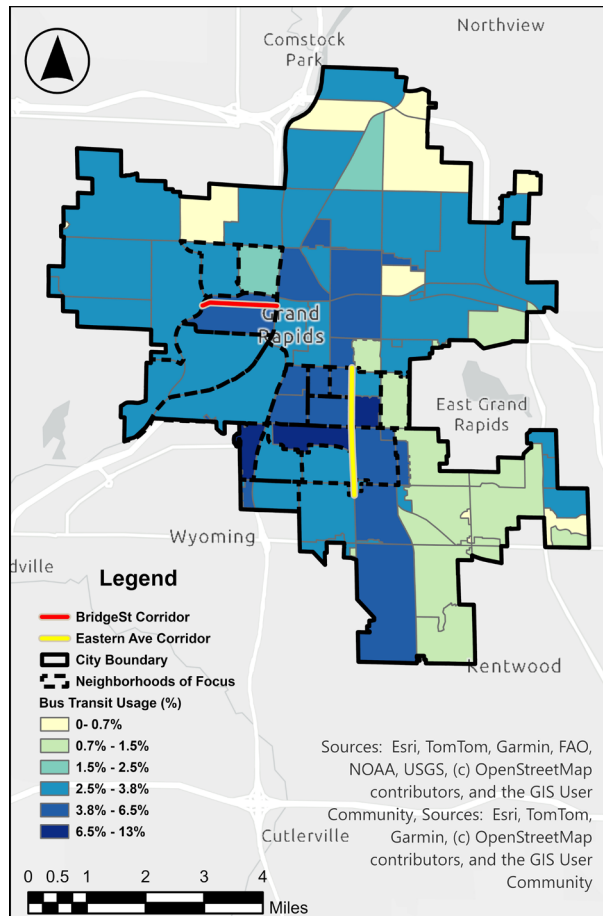 Northview
Comstock
Park
Grand
Rapids
East Grand
Rapids
Wyoming
dville
Kentwood
Legend
BridgeSt Corridor
Eastern Ave Corridor
City Boundary
Neighborhoods of Focus
Bus Transit Usage (%)
0- 0.7%
0.7% - 1.5%
1.5% - 2.5%
2.5% - 3.8%
3.8% - 6.5%
6.5% - 13%
Sources: Esri, TomTom, Garmin, FAO,
NOAA, USGS, (c) OpenStreetMap
contributors, and the GIS User
Community, Sources: Esri, TomTom,
Garmin, (c) OpenStreetMap
contributors, and the GIS User
Community
Cutlerville
0 0.5 1 2 3 4
Miles